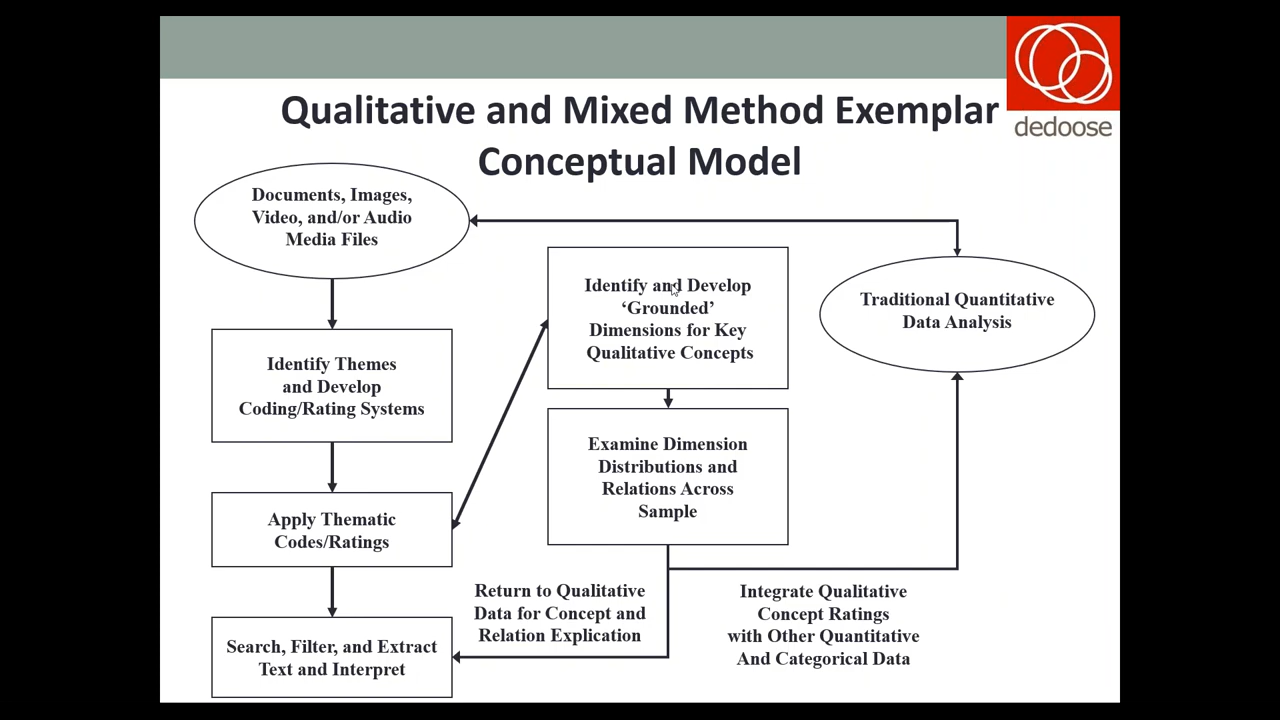 Qualitative and Mixed Method Exemplar
Conceptual Model
dedoose
Documents, Images,
Video, and/or Audio
Media Files
Identify Themes
and Develop
Coding/Rating Systems
Apply Thematic
Codes/Ratings
Search, Filter, and Extract
Text and Interpret
Identify and Develop
‘Grounded’
Dimensions for Key
Qualitative Concepts
Examine Dimension
Distributions and
Relations Across
Sample
Return to Qualitative
Data for Concept and
Relation Explication
Traditional Quantitative
Data Analysis
Integrate Qualitative
Concept Ratings
with Other Quantitative
And Categorical Data